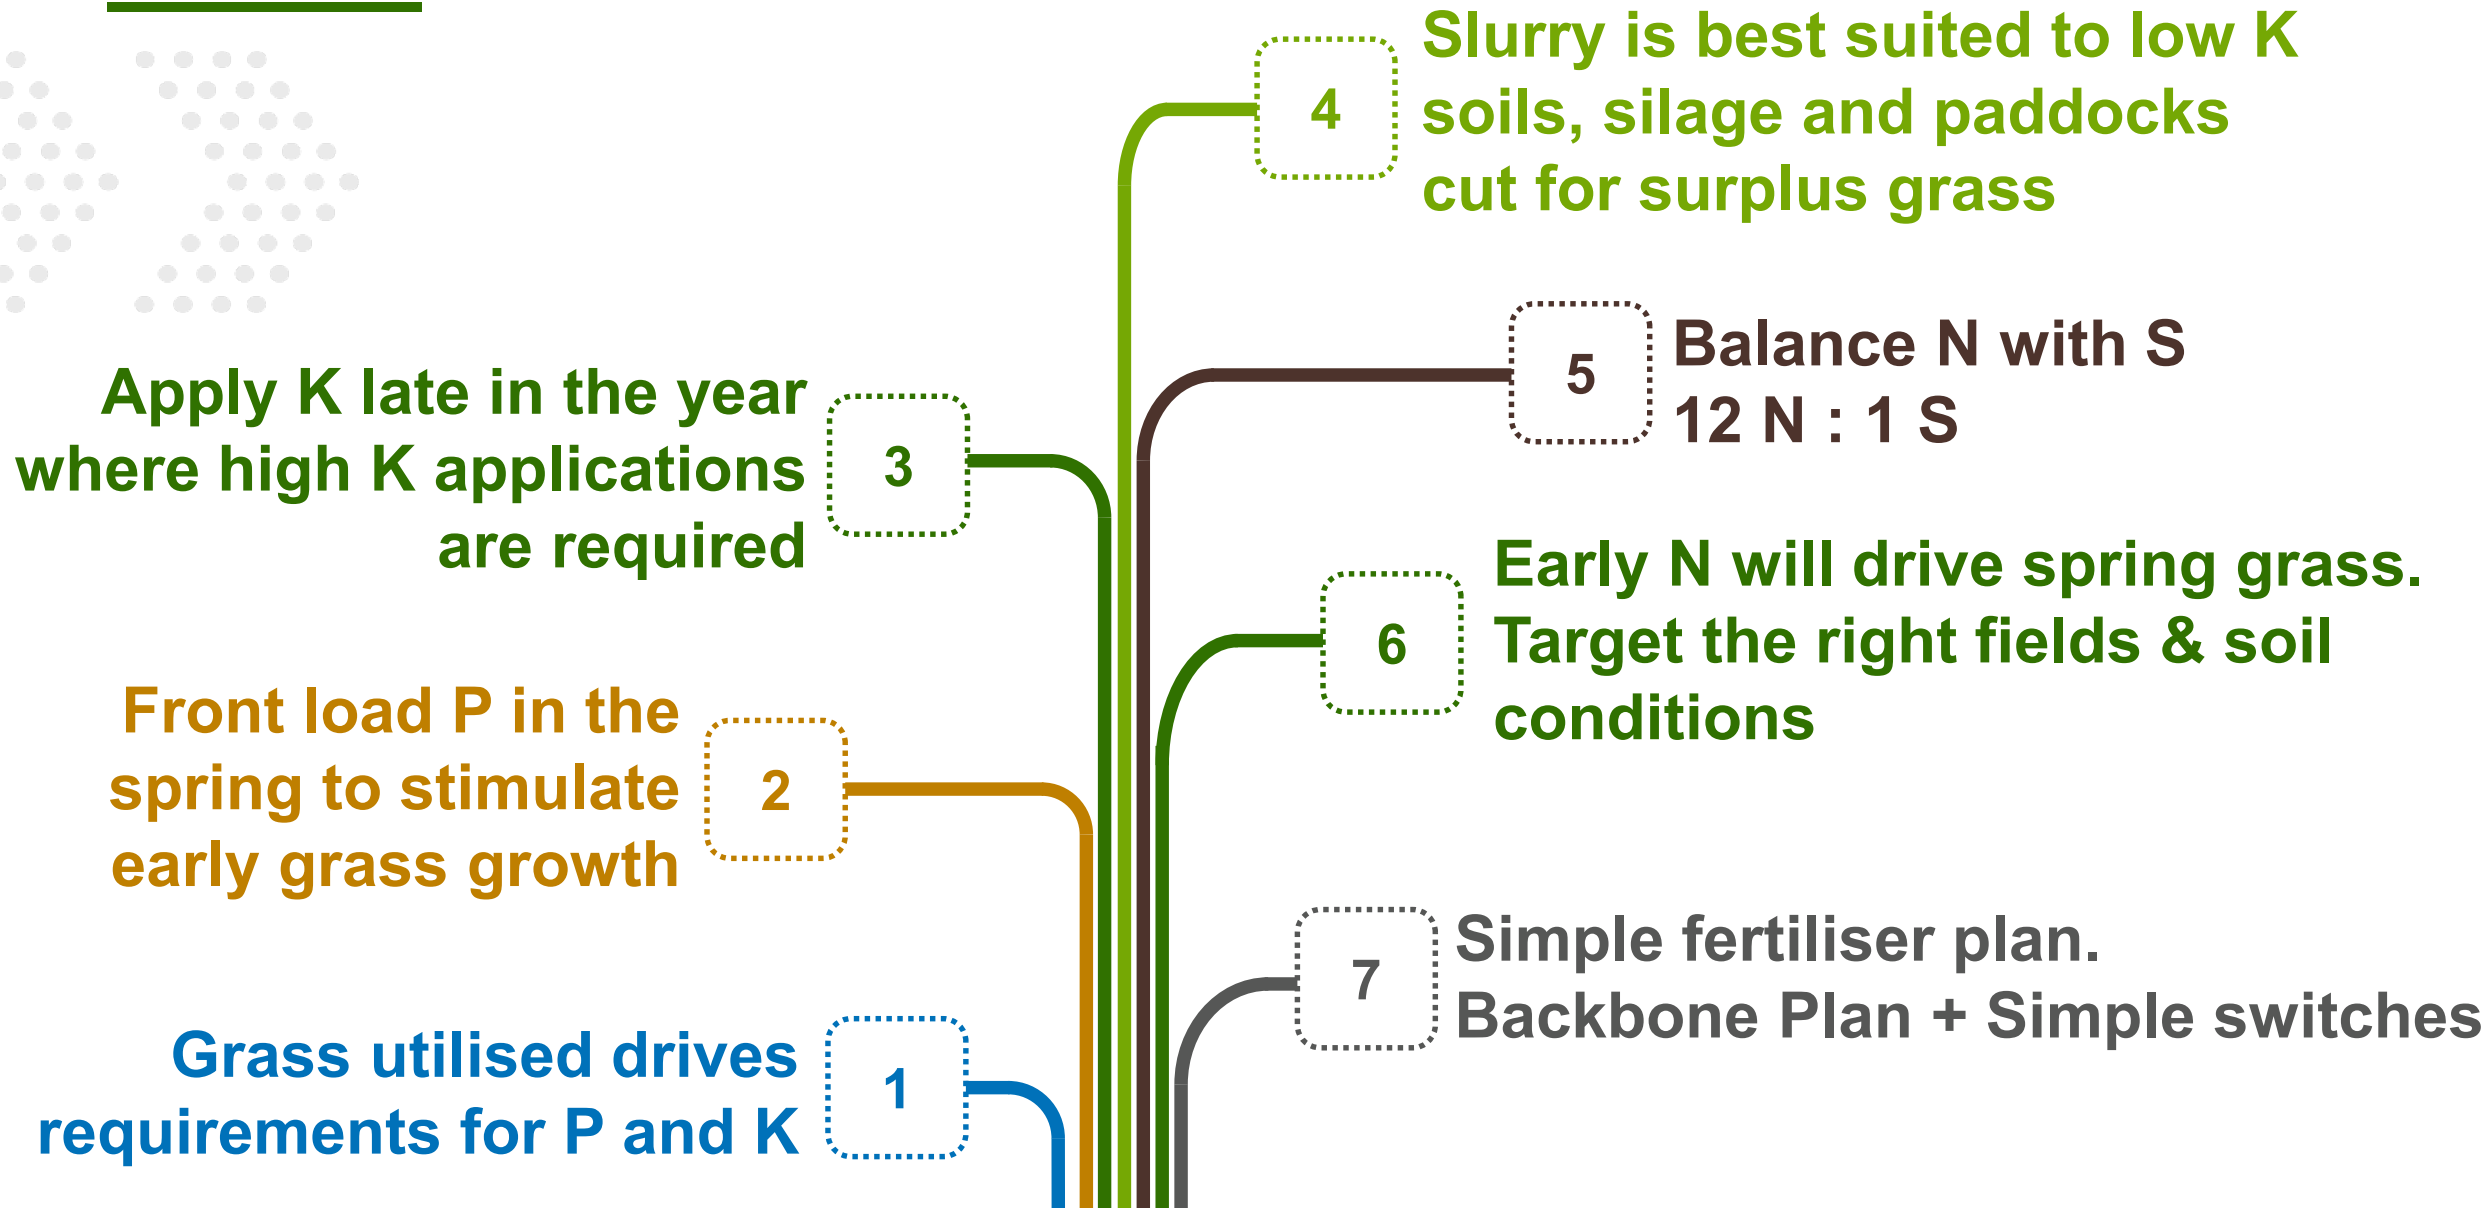 4
Slurry is best suited to low K
soils, silage and paddocks
cut for surplus grass
5
Balance N with S
12 N : 1 S
Apply K late in the year
where high K applications
are required
3
6
Early N will drive spring grass.
Target the right fields & soil
conditions
Front load P in the
spring to stimulate
early grass growth
2
7
Simple fertiliser plan.
Backbone Plan + Simple switches
Grass utilised drives
requirements for P and K
1